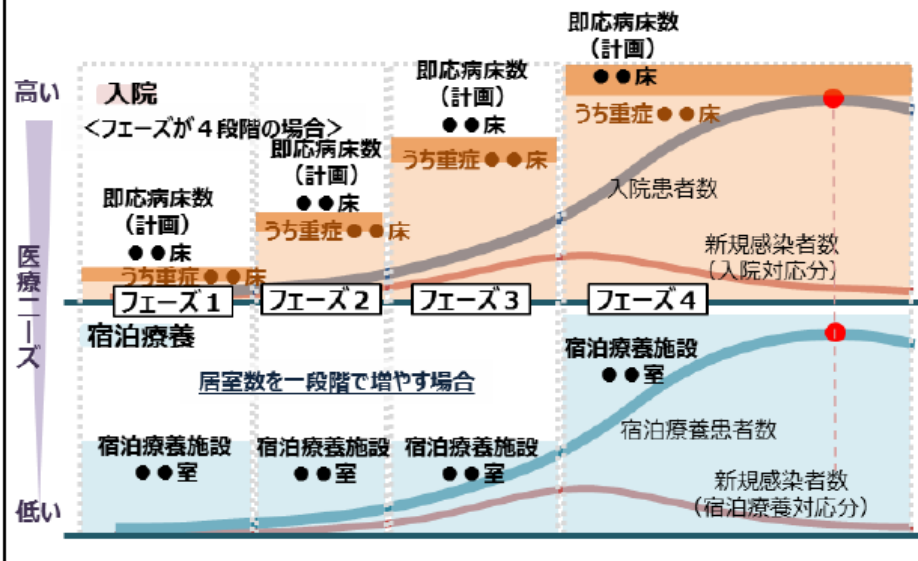 高い
医療ニーズ
低い
入院
<フェーズが４段階の場合>
即応病床数
(計画)
●●床
うち重症●●床
フェーズ１
即応病床数
(計画)
●●床
うち重症●●床
フェーズ２
即応病床数
(計画)
●●床
うち重症●●床
フェーズ３
即応病床数
(計画)
●●床
うち重症●●床
フェーズ４
入院患者数
新規感染者数
(入院対応分)
宿泊療養
居室数を一段階で増やす場合
宿泊療養施設
●●室
宿泊療養施設
●●室
宿泊療養施設
●●室
宿泊療養施設
●●室
宿泊療養患者数
新規感染者数
(宿泊療養対応分)